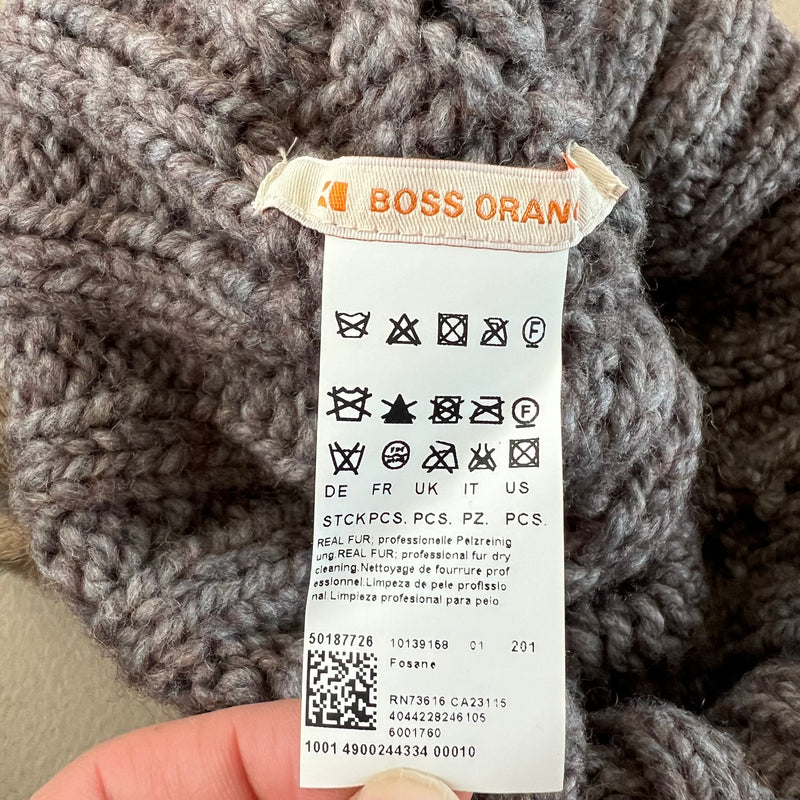 BOSS ORAN
F
F
DE FR UK IT US
STCKPCS. PCS. PZ. PCS.
REAL FUR; professionelle Pelzreinig
ung.REAL FUR; professional fur dry
cleaning.Nettoyage de fourrure prof
essionnel.Limpeza de pele profissio
nal.Limpieza profesional para pelo.
50187726 10139158 01 201
Fosane
RN73616 CA23115
4044228246105
6001760
1001 4900244334 00010